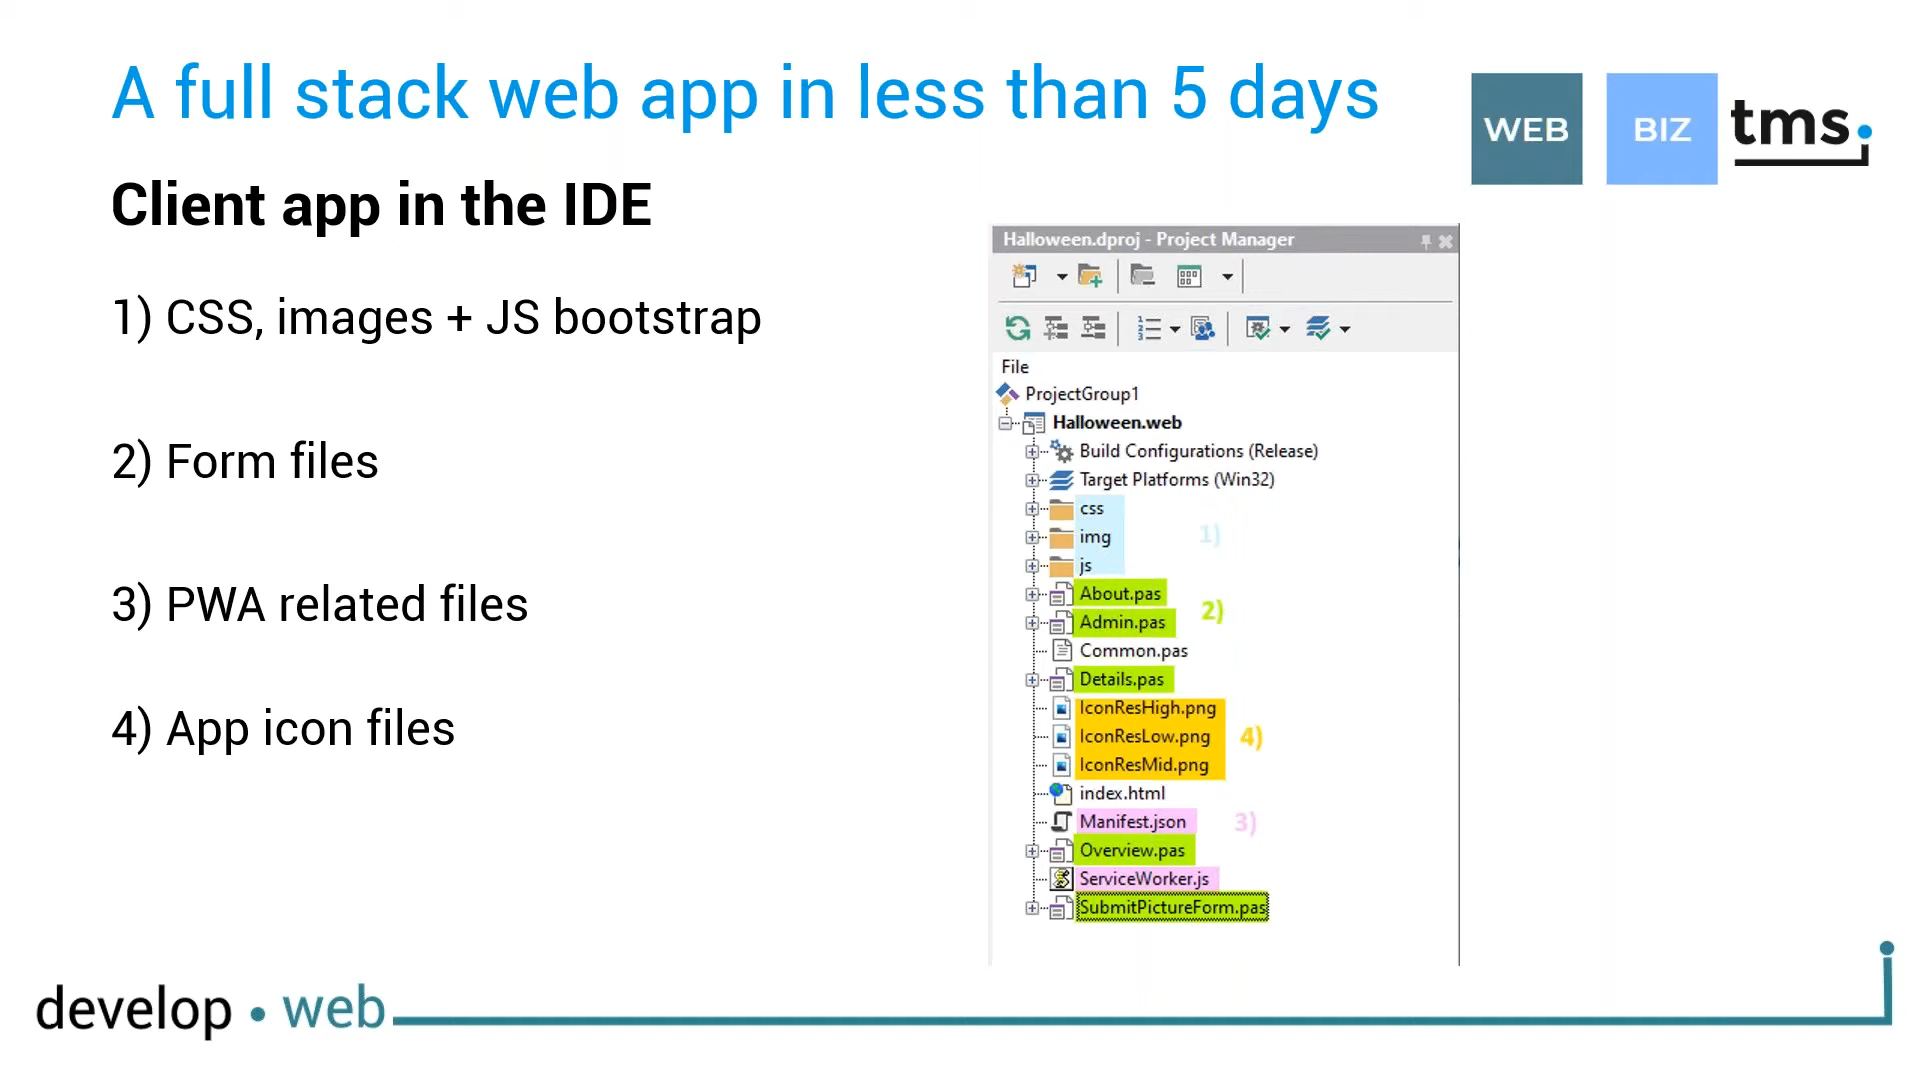 A full stack web app in less than 5 days
WEB
BIZ
tms.
Client app in the IDE
1) CSS, images + JS bootstrap
2) Form files
3) PWA related files
4) App icon files
Halloween.dproj - Project Manager
File
ProjectGroup1
Halloween.web
Build Configurations (Release)
Target Platforms (Win32)
css
img
1)
js
About.pas
2)
Admin.pas
Common.pas
Details.pas
IconResHigh.png
IconResLow.png
4)
IconResMid.png
index.html
Manifest.json
3)
Overview.pas
ServiceWorker.js
SubmitPictureForm.pas
develop • web